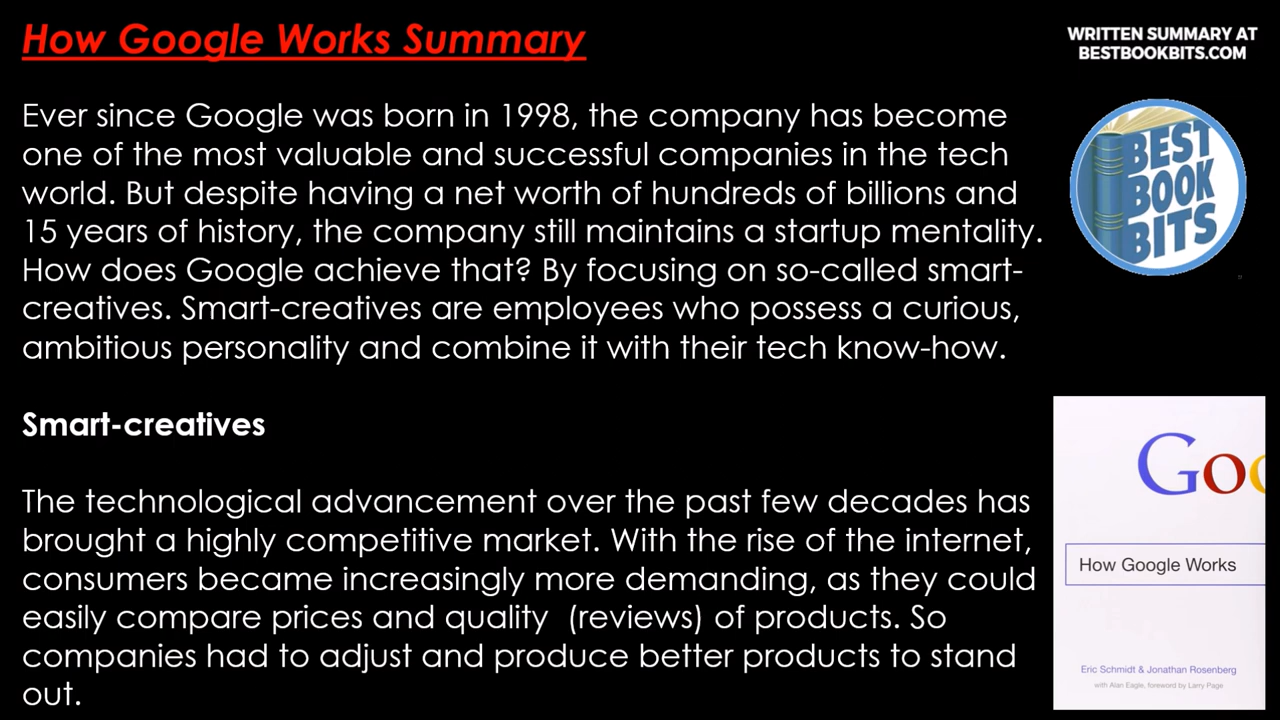 How Google Works Summary
WRITTEN SUMMARY AT
BESTBOOKBITS.COM
Ever since Google was born in 1998, the company has become
one of the most valuable and successful companies in the tech
world. But despite having a net worth of hundreds of billions and
15 years of history, the company still maintains a startup mentality.
How does Google achieve that? By focusing on so-called smart-
creatives. Smart-creatives are employees who possess a curious,
ambitious personality and combine it with their tech know-how.
BEST
BOOK
BITS
Smart-creatives
The technological advancement over the past few decades has
brought a highly competitive market. With the rise of the internet,
consumers became increasingly more demanding, as they could
easily compare prices and quality  (reviews) of products. So
companies had to adjust and produce better products to stand
out.
Goo
How Google Works
Eric Schmidt & Jonathan Rosenberg
with Alan Eagle, foreword by Larry Page